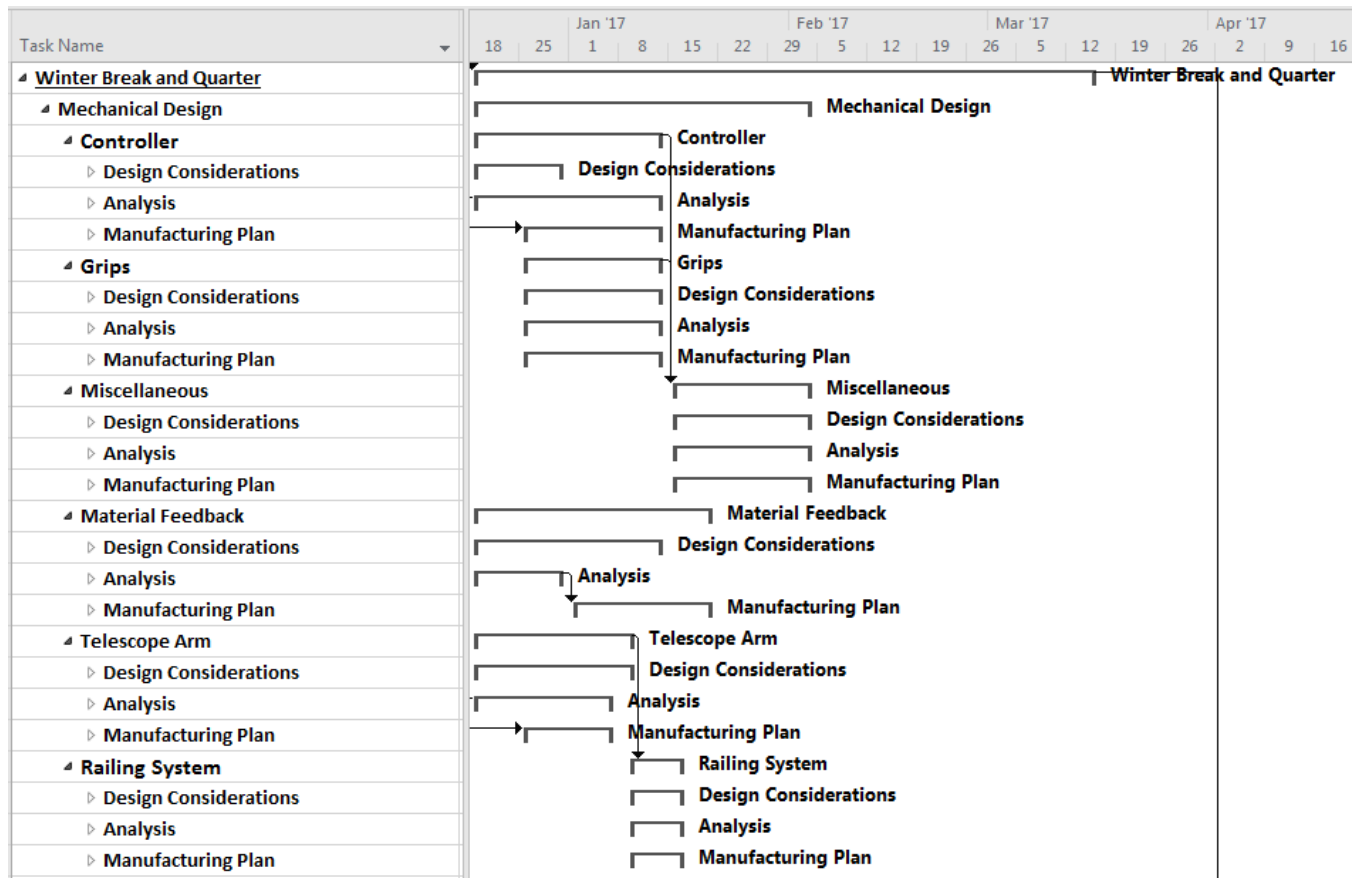 Jan '17 Feb '17 Mar '17 Apr '17
Task Name 18 25 1 8 15 22 29 5 12 19 26 5 12 19 26 2 9 16
Winter Break and Quarter Winter Break and Quarter
Mechanical Design Mechanical Design
Controller Controller
Design Considerations Design Considerations
Analysis Analysis
Manufacturing Plan Manufacturing Plan
Grips Grips
Design Considerations Design Considerations
Analysis Analysis
Manufacturing Plan Manufacturing Plan
Miscellaneous Miscellaneous
Design Considerations Design Considerations
Analysis Analysis
Manufacturing Plan Manufacturing Plan
Material Feedback Material Feedback
Design Considerations Design Considerations
Analysis Analysis
Manufacturing Plan Manufacturing Plan
Telescope Arm Telescope Arm
Design Considerations Design Considerations
Analysis Analysis
Manufacturing Plan Manufacturing Plan
Railing System Railing System
Design Considerations Design Considerations
Analysis Analysis
Manufacturing Plan Manufacturing Plan